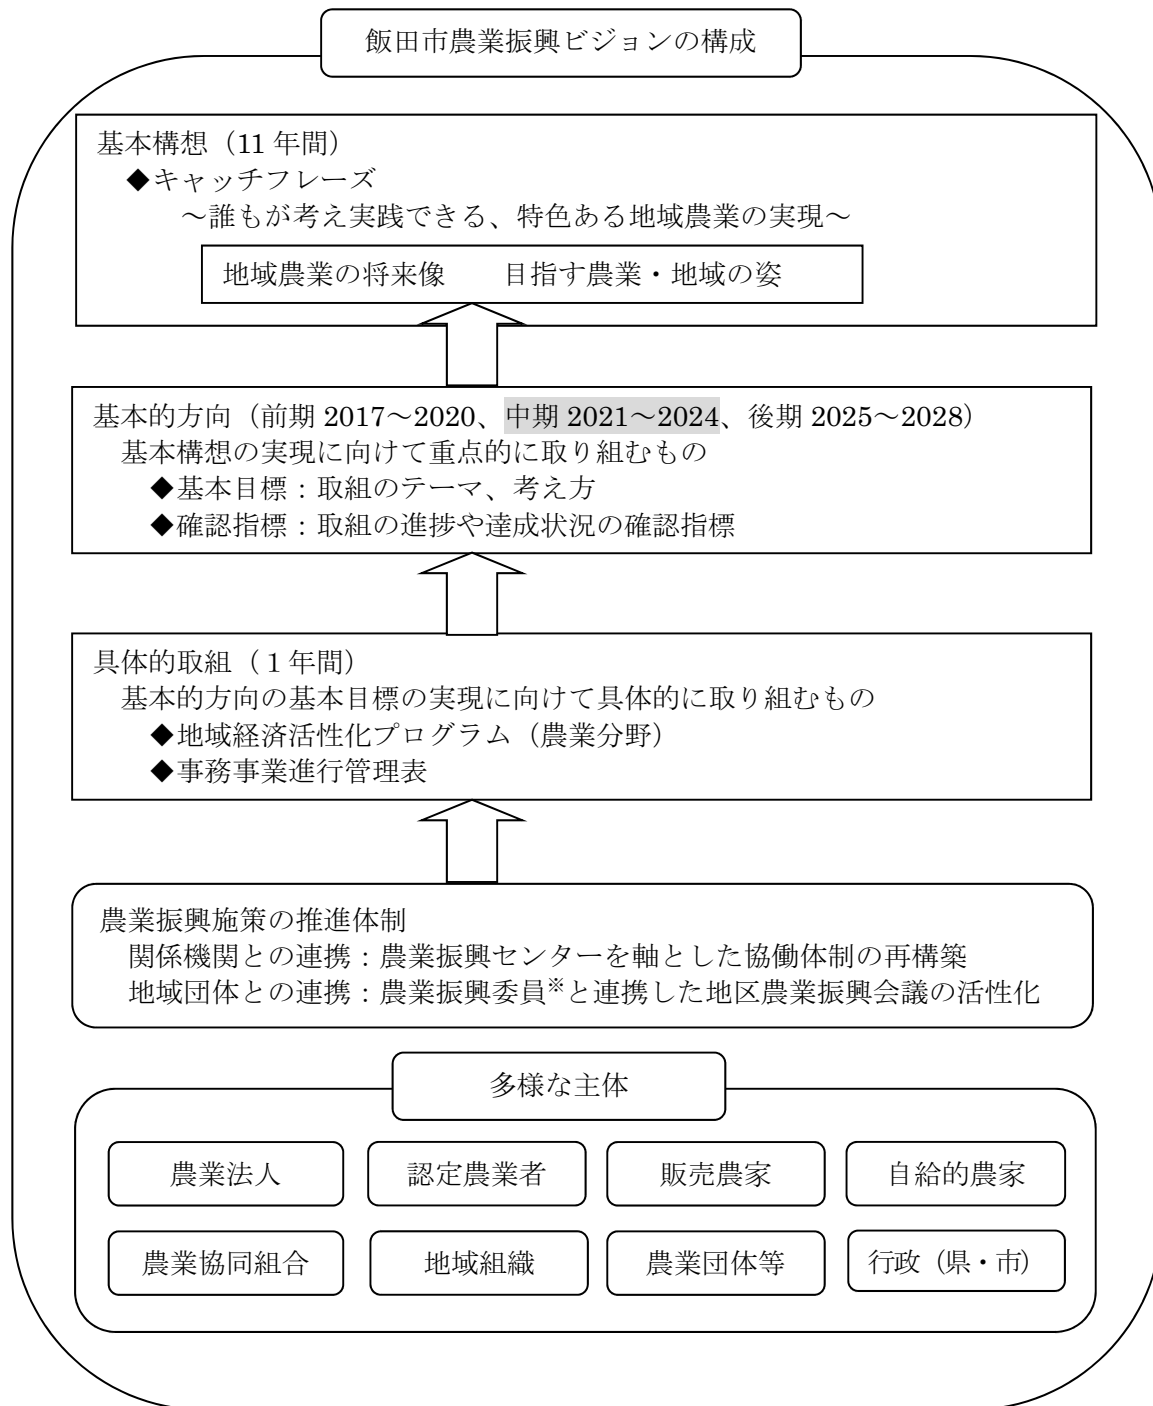 飯田市農業振興ビジョンの構成
基本構想（11 年間）
◆キャッチフレーズ
～誰もが考え実践できる、特色ある地域農業の実現～
地域農業の将来像　　目指す農業・地域の姿
基本的方向（前期 2017～2020、中期 2021～2024、後期 2025～2028）
基本構想の実現に向けて重点的に取り組むもの
◆基本目標：取組のテーマ、考え方
◆確認指標：取組の進捗や達成状況の確認指標
具体的取組（１年間）
基本的方向の基本目標の実現に向けて具体的に取り組むもの
◆地域経済活性化プログラム（農業分野）
◆事務事業進行管理表
農業振興施策の推進体制
関係機関との連携：農業振興センターを軸とした協働体制の再構築
地域団体との連携：農業振興委員※と連携した地区農業振興会議の活性化
多様な主体
農業法人　認定農業者　販売農家　自給的農家
農業協同組合　地域組織　農業団体等　行政（県・市）